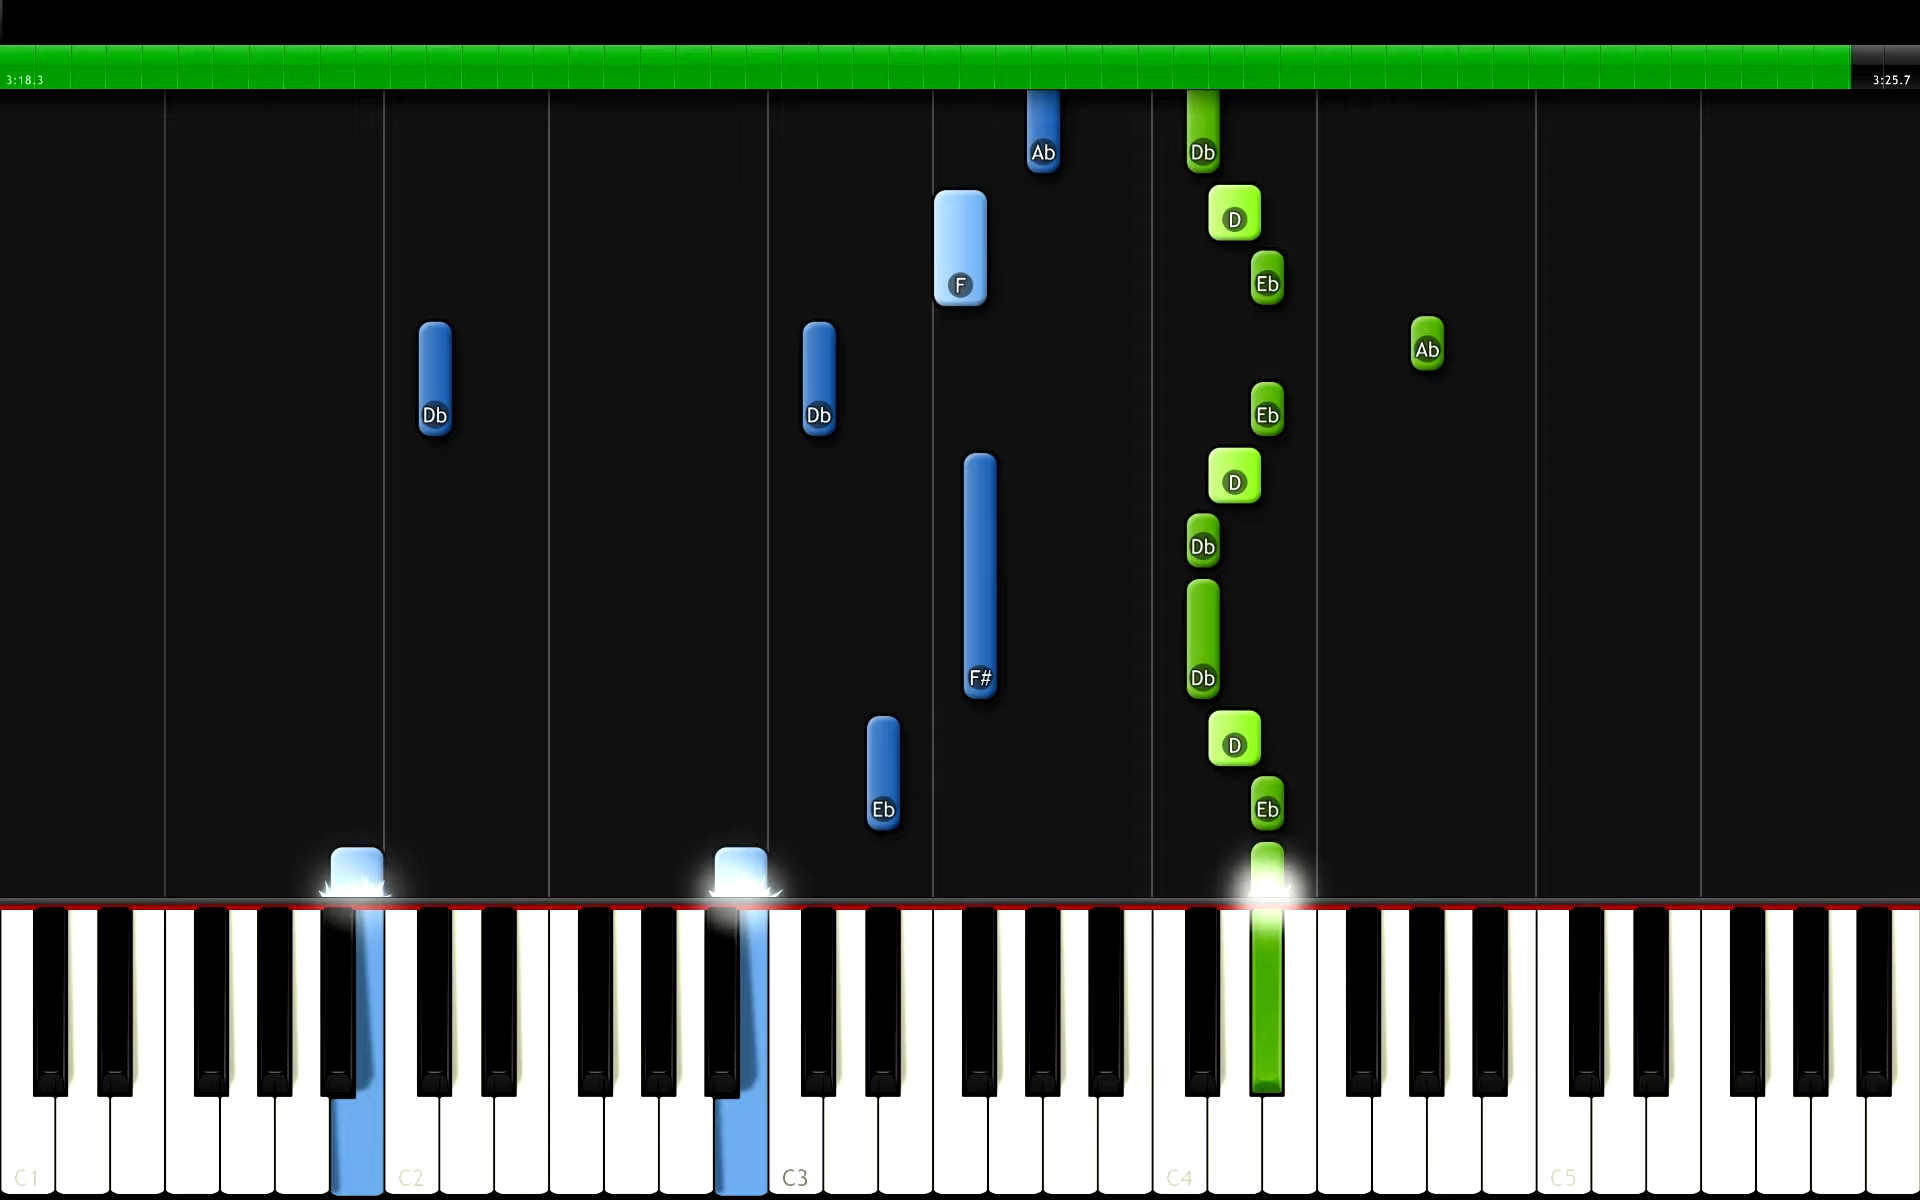 3:18.3 3:25.7
Ab Db
D
F Eb
Ab
Db Db Eb
D
Db
F# Db
D
Eb Eb
C1 C2 C3 C4 C5